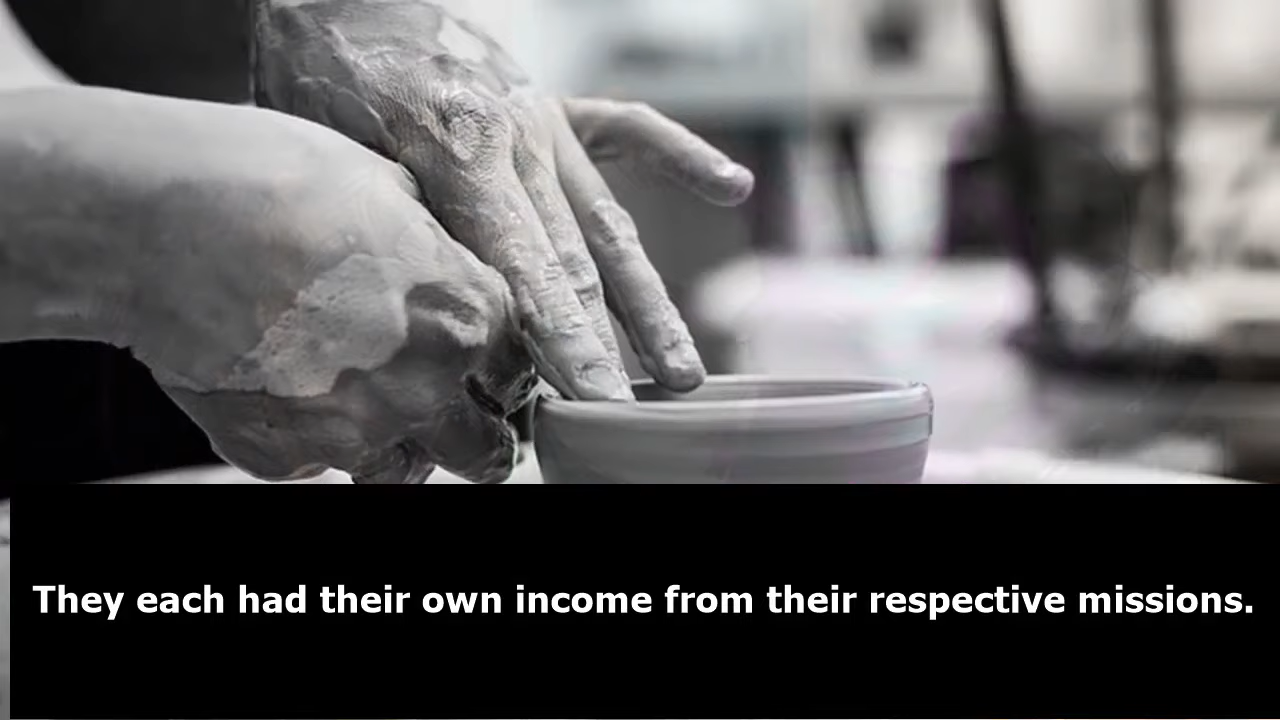 They each had their own income from their respective missions.